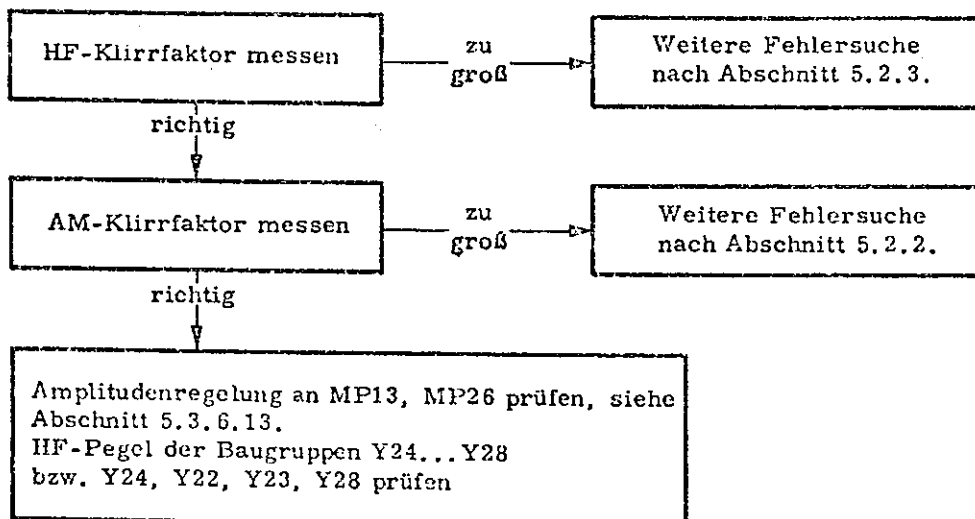 HF-Klirrfaktor messen
zu
groß
Weitere Fehlersuche
nach Abschnitt 5.2.3.
richtig
AM-Klirrfaktor messen
zu
groß
Weitere Fehlersuche
nach Abschnitt 5.2.2.
richtig
Amplitudenregelung an MP13, MP26 prüfen, siehe
Abschnitt 5.3.6.13.
HF-Pegel der Baugruppen Y24...Y28
bzw. Y24, Y22, Y23, Y28 prüfen